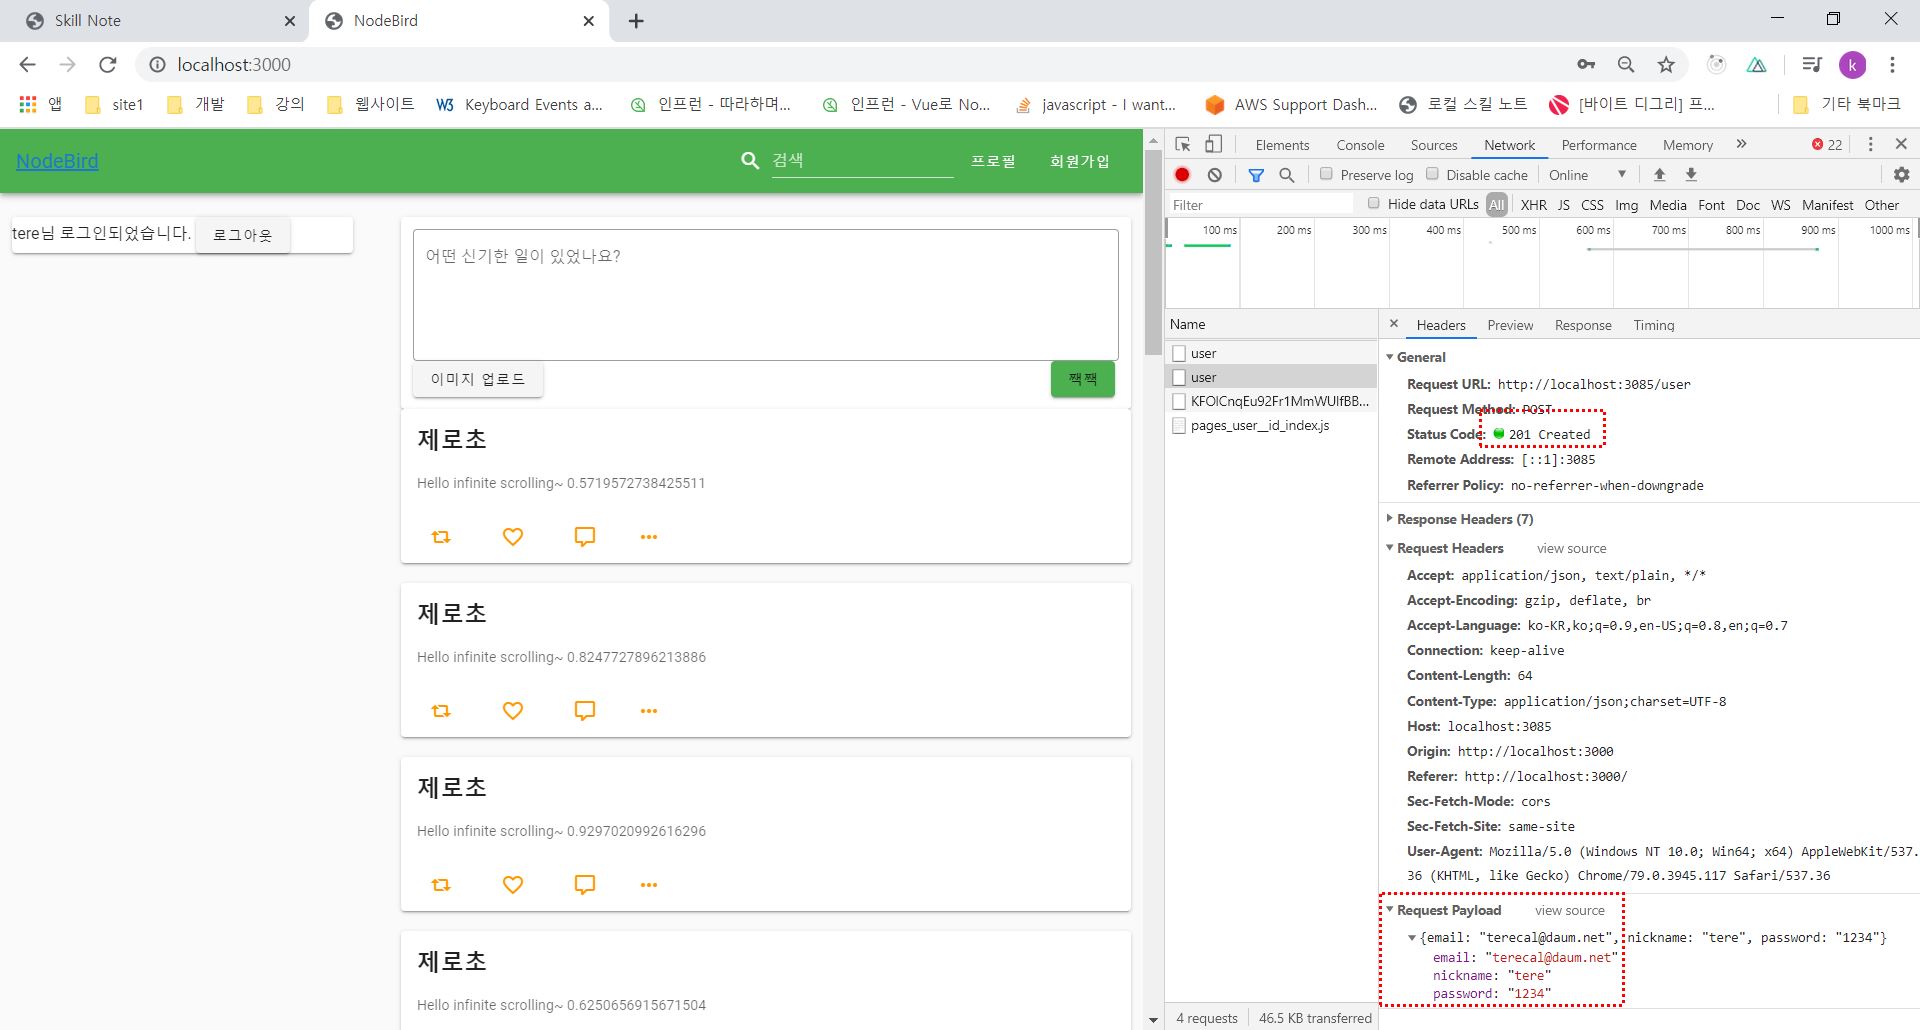 Skill Note
NodeBird
localhost:3000
k
앱 site1 개발 강의 웹사이트 W3 Keyboard Events a... 인프런 - 따라하며... 인프런 - Vue로 No... javascript - I want... AWS Support Dash... 로컬 스킬 노트 [바이트 디그리] 프... 기타 북마크
NodeBird 검색 프로필 회원가입
tere님 로그인되었습니다. 로그아웃
어떤 신기한 일이 있었나요?
이미지 업로드 짹짹
제로초
Hello infinite scrolling~ 0.5719572738425511
제로초
Hello infinite scrolling~ 0.8247727896213886
제로초
Hello infinite scrolling~ 0.9297020992616296
제로초
Hello infinite scrolling~ 0.6250656915671504
Elements Console Sources Network Performance Memory » 22
Preserve log Disable cache Online
Filter Hide data URLs All XHR JS CSS Img Media Font Doc WS Manifest Other
100 ms 200 ms 300 ms 400 ms 500 ms 600 ms 700 ms 800 ms 900 ms 1000 ms
Name
user
user
KFOlCnqEu92Fr1MmWUlfBB...
pages_user__id_index.js
4 requests 46.5 KB transferred
Headers Preview Response Timing
General
Request URL: http://localhost:3085/user
Request Method: POST
Status Code: 201 Created
Remote Address: [::1]:3085
Referrer Policy: no-referrer-when-downgrade
Response Headers (7)
Request Headers view source
Accept: application/json, text/plain, */*
Accept-Encoding: gzip, deflate, br
Accept-Language: ko-KR,ko;q=0.9,en-US;q=0.8,en;q=0.7
Connection: keep-alive
Content-Length: 64
Content-Type: application/json;charset=UTF-8
Host: localhost:3085
Origin: http://localhost:3000
Referer: http://localhost:3000/
Sec-Fetch-Mode: cors
Sec-Fetch-Site: same-site
User-Agent: Mozilla/5.0 (Windows NT 10.0; Win64; x64) AppleWebKit/537.
36 (KHTML, like Gecko) Chrome/79.0.3945.117 Safari/537.36
Request Payload view source
{email: "terecal@daum.net", nickname: "tere", password: "1234"}
email: "terecal@daum.net"
nickname: "tere"
password: "1234"